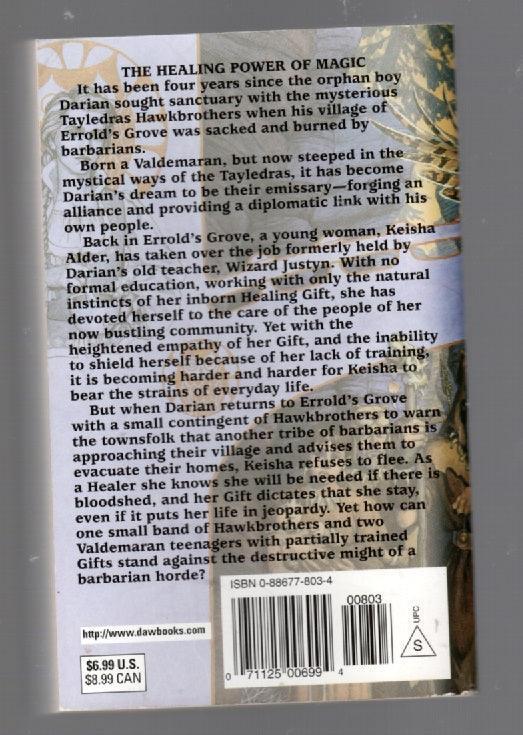 THE HEALING POWER OF MAGIC
It has been four years since the orphan boy
Darian sought sanctuary with the mysterious
Tayledras Hawkbrothers when his village of
Errold's Grove was sacked and burned by
barbarians.
Born a Valdemaran, but now steeped in the
mystical ways of the Tayledras, it has become
Darian's dream to be their emissary—forging an
alliance and providing a diplomatic link with his
own people.
Back in Errold's Grove, a young woman, Keisha
Alder, has taken over the job formerly held by
Darian's old teacher, Wizard Justyn. With no
formal education, working with only the natural
instincts of her inborn Healing Gift, she has
devoted herself to the care of the people of her
now bustling community. Yet with the
heightened empathy of her Gift, and the inability
to shield herself because of her lack of training,
it is becoming harder and harder for Keisha to
bear the strains of everyday life.
But when Darian returns to Errold's Grove
with a small contingent of Hawkbrothers to warn
the townsfolk that another tribe of barbarians is
approaching their village and advises them to
evacuate their homes, Keisha refuses to flee. As
a Healer she knows she will be needed if there is
bloodshed, and her Gift dictates that she stay,
even if it puts her life in jeopardy. Yet how can
one small band of Hawkbrothers and two
Valdemaran teenagers with partially trained
Gifts stand against the destructive might of a
barbarian horde?
ISBN 0-88677-803-4
00803
UPC
S
0 71125 00699 4
http://www.dawbooks.com
$6.99 U.S.
$8.99 CAN